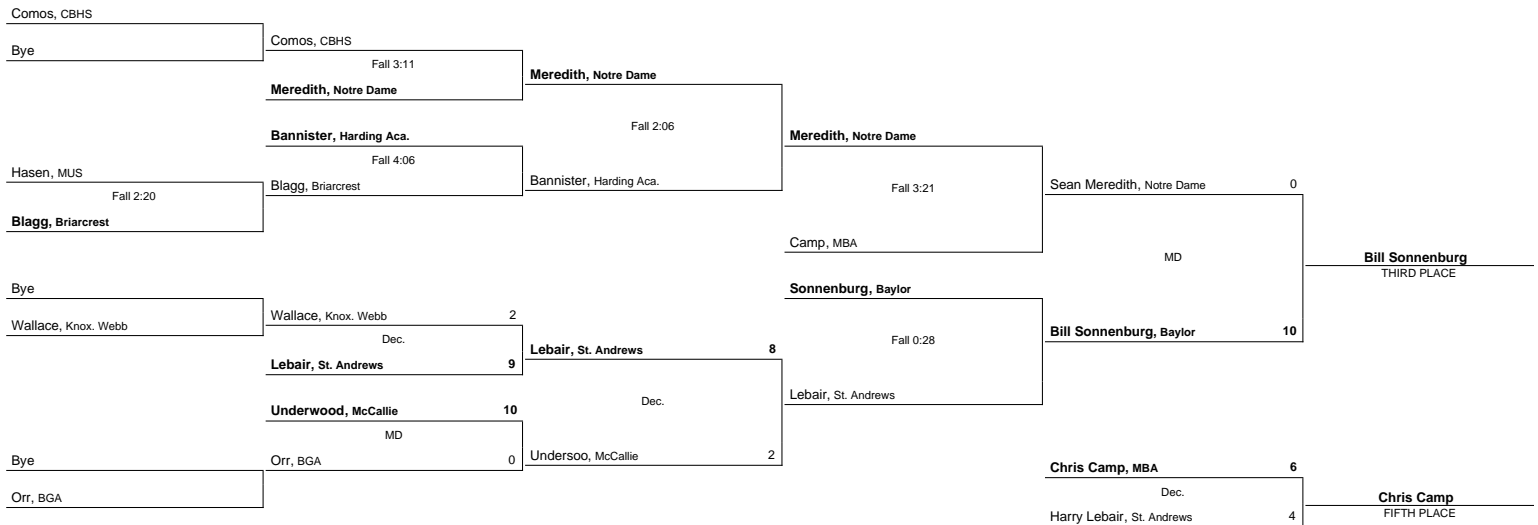 Comos, CBHS
Bye
Comos, CBHS
Fall 3:11
Meredith, Notre Dame
Meredith, Notre Dame
Bannister, Harding Aca.
Fall 2:06
Meredith, Notre Dame
Hasen, MUS
Fall 4:06
Fall 2:20
Blagg, Briarcrest
Bannister, Harding Aca.
Fall 3:21
Sean Meredith, Notre Dame 0
Blagg, Briarcrest
Camp, MBA
MD
Bill Sonnenburg
THIRD PLACE
Bye
Sonnenburg, Baylor
Wallace, Knox. Webb
Wallace, Knox. Webb 2
Dec.
Lebair, St. Andrews 8
Fall 0:28
Bill Sonnenburg, Baylor 10
Lebair, St. Andrews 9
Underwood, McCallie 10
Dec.
Lebair, St. Andrews
MD
Bye
Orr, BGA 0
Undersoo, McCallie 2
Chris Camp, MBA 6
Orr, BGA
Dec.
Chris Camp
FIFTH PLACE
Harry Lebair, St. Andrews 4